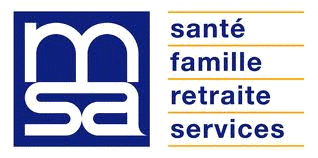 msa
santé
famille
retraite
services